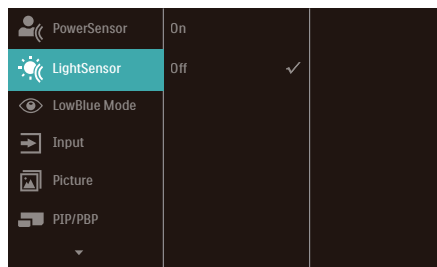 PowerSensor
On
LightSensor
Off
LowBlue Mode
Input
Picture
PIP/PBP